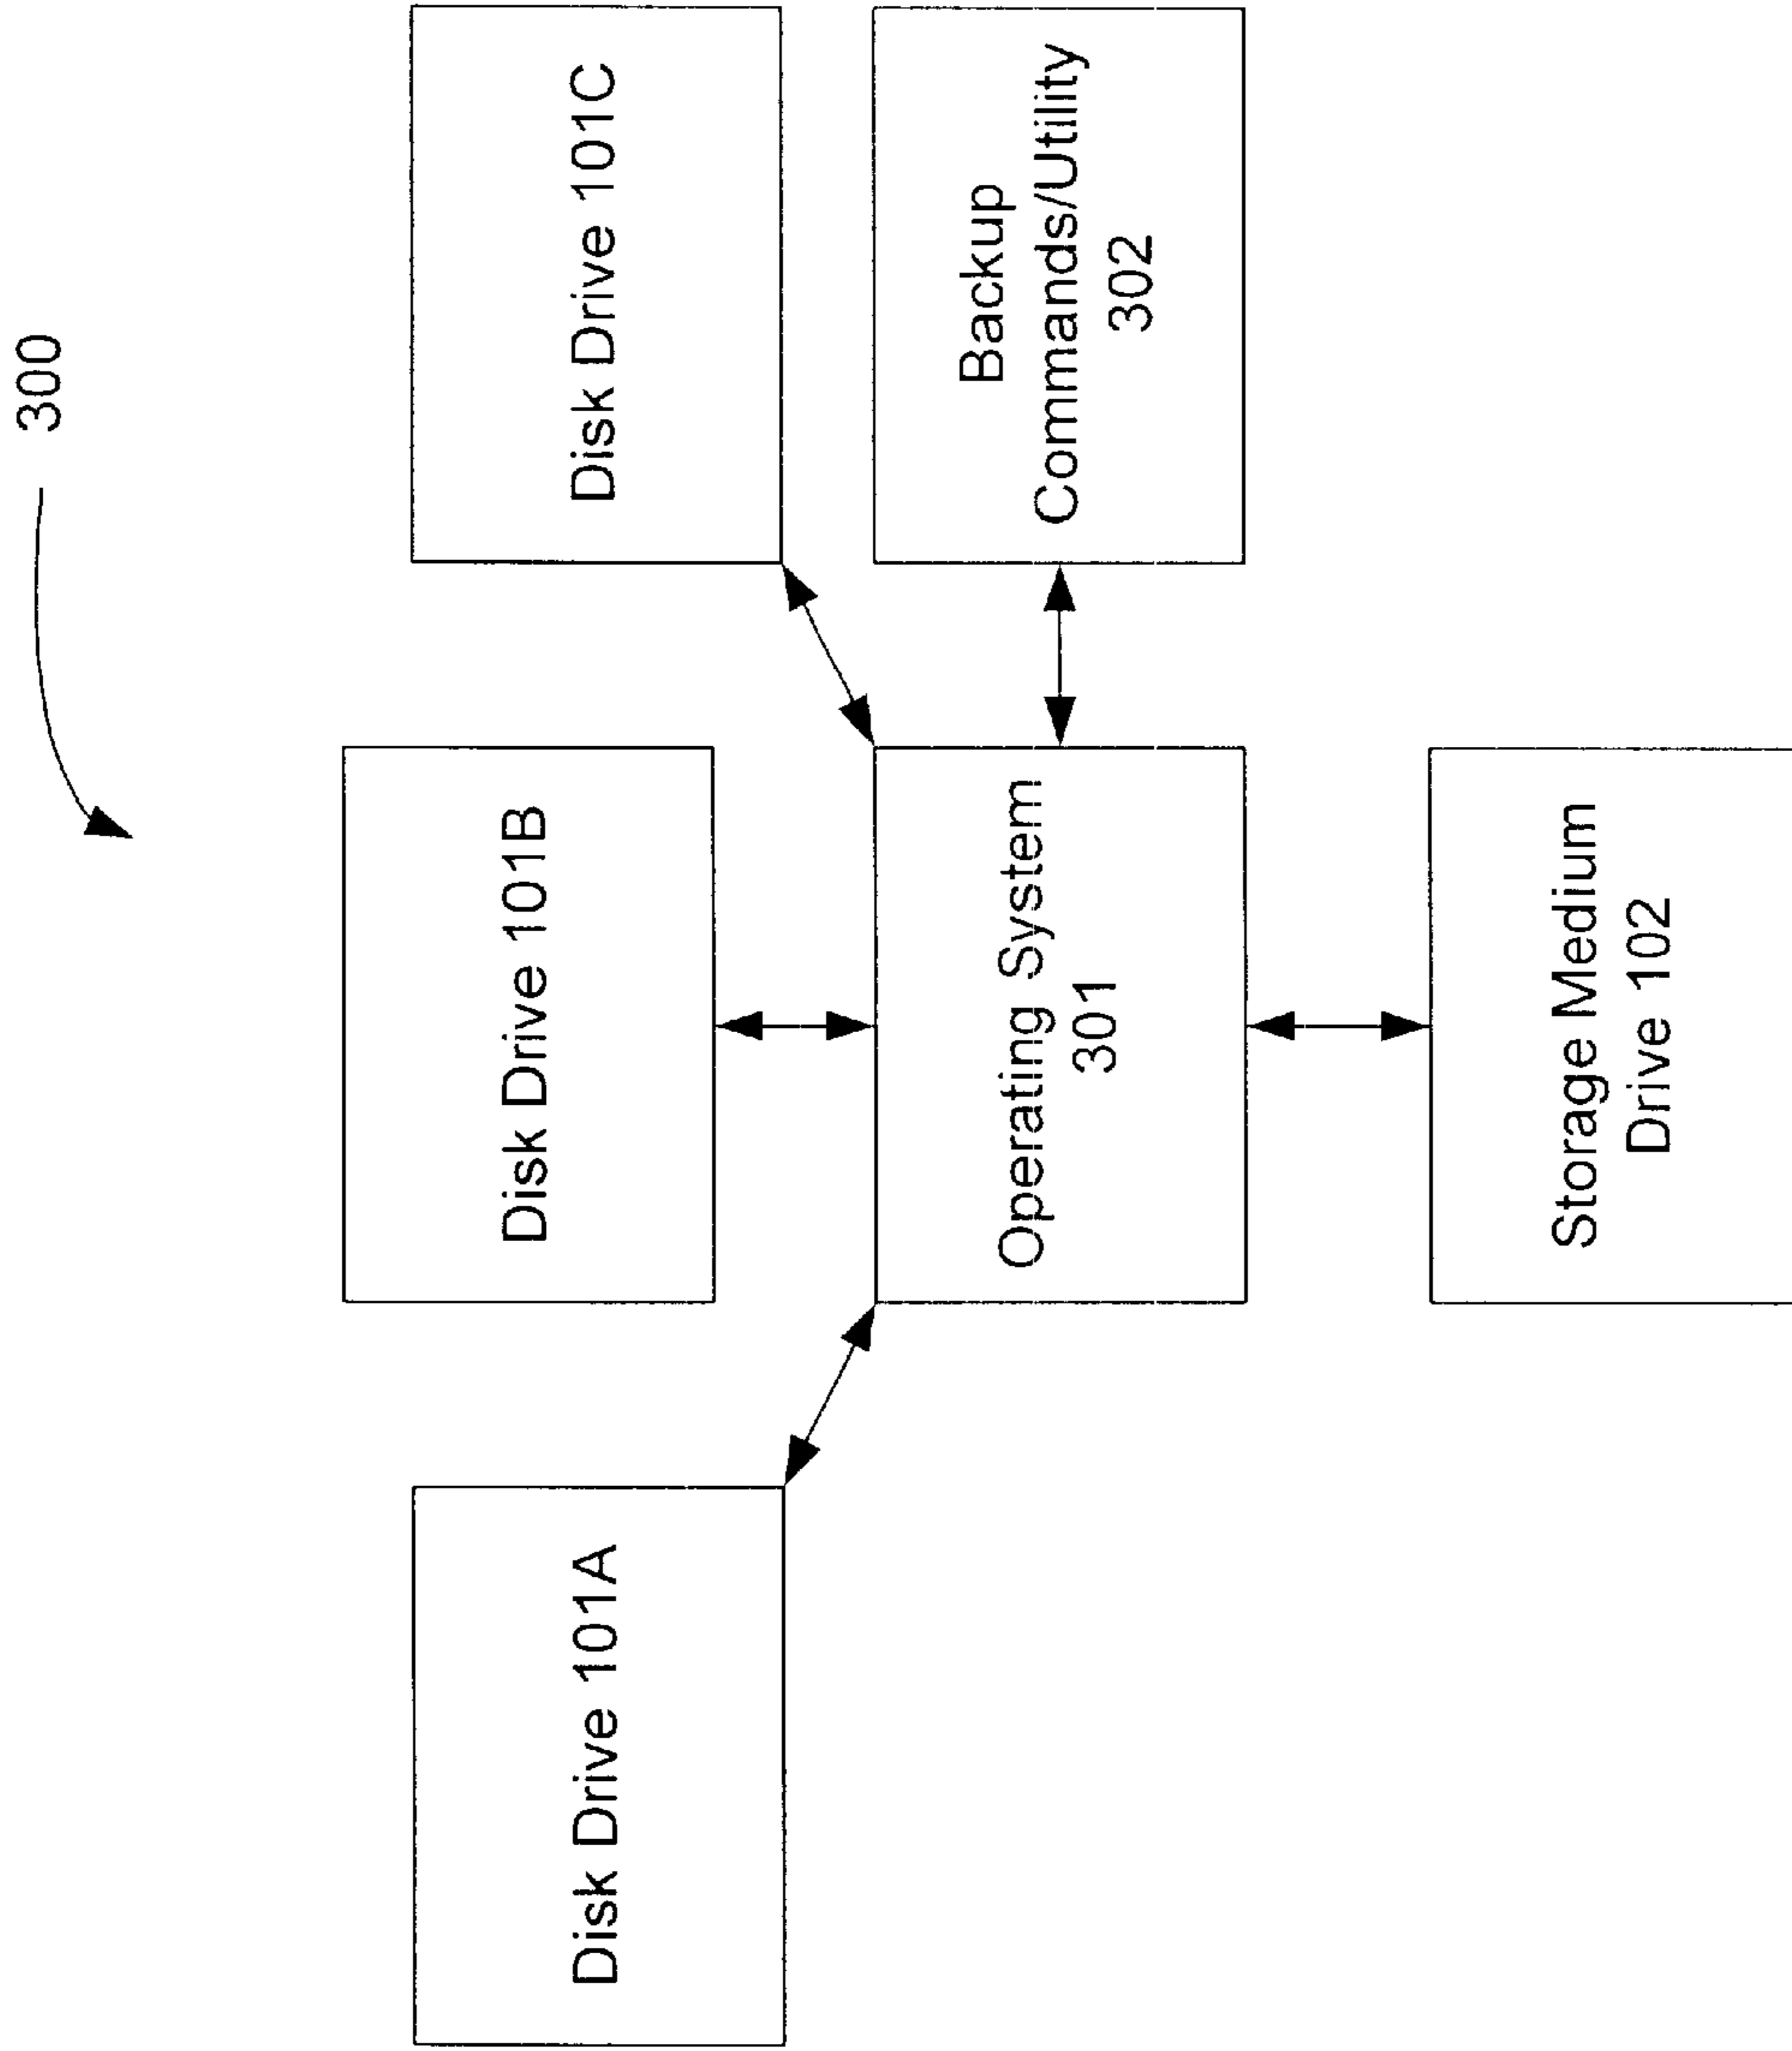 300
Disk Drive 101A
Disk Drive 101B
Disk Drive 101C
Operating System
301
Backup
Commands/Utility
302
Storage Medium
Drive 102